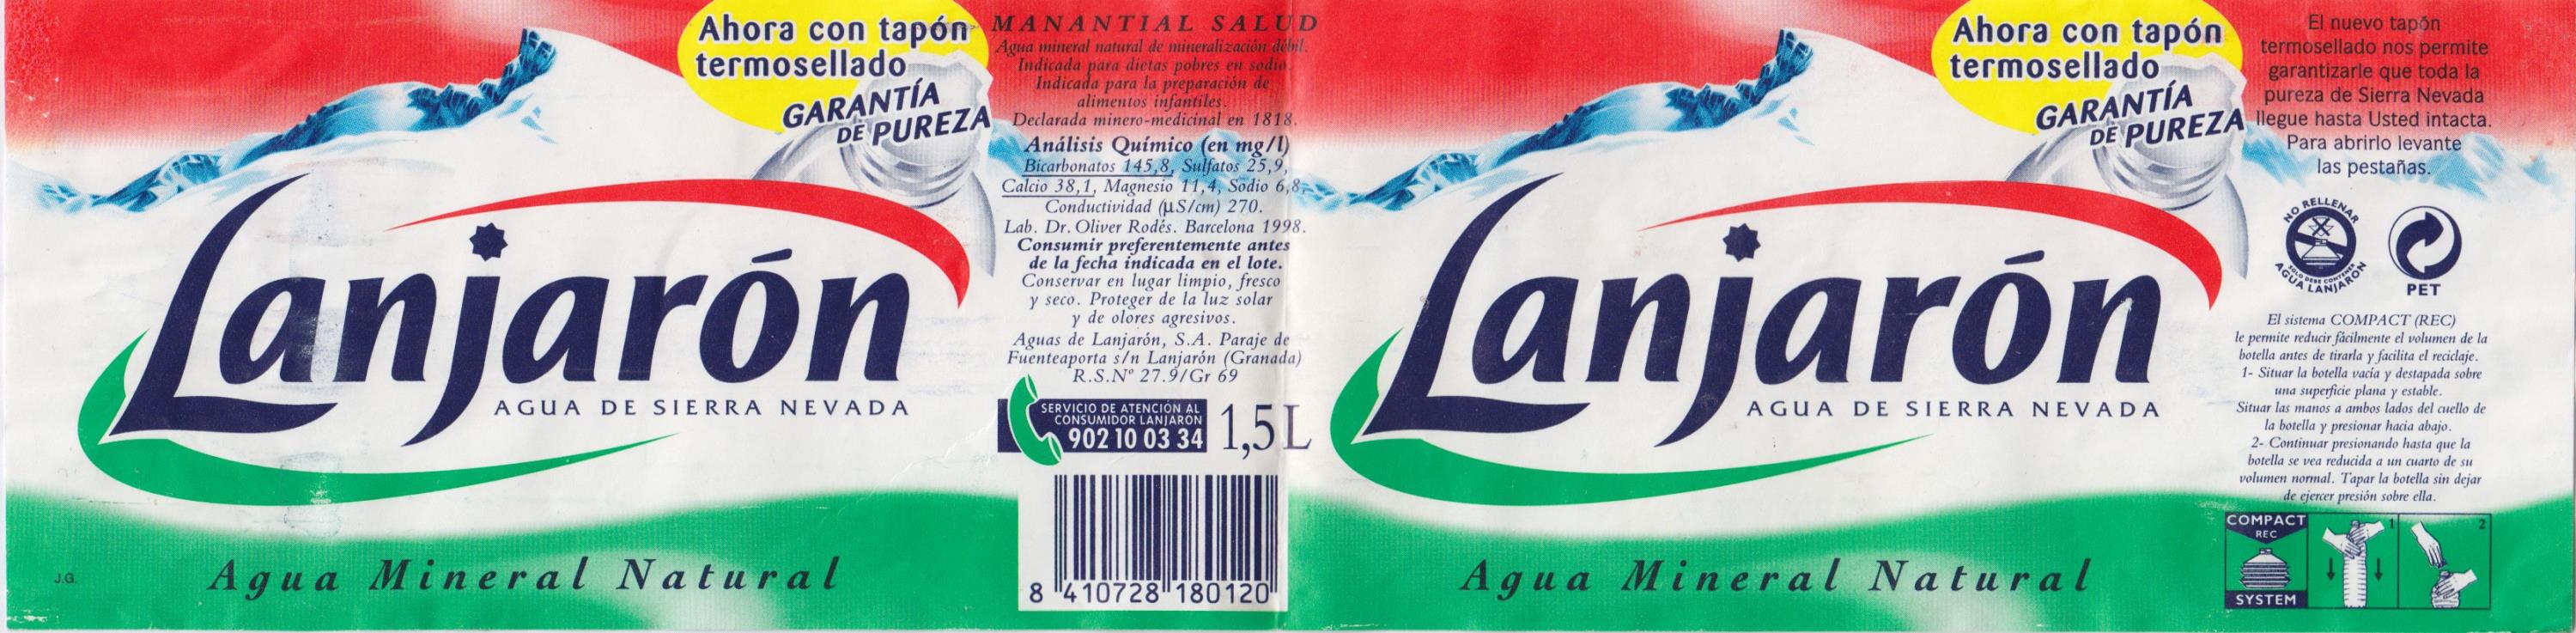 Ahora con tapón
termosellado
GARANTÍA
DE PUREZA
Lanjarón
AGUA DE SIERRA NEVADA
Agua Mineral Natural
J.G.
MANANTIAL SALUD
Agua mineral natural de mineralización débil.
Indicada para dietas pobres en sodio.
Indicada para la preparación de
alimentos infantiles.
Declarada minero-medicinal en 1818.
Análisis Químico (en mg/l)
Bicarbonatos 145,8, Sulfatos 25,9,
Calcio 38,1, Magnesio 11,4, Sodio 6,8,
Conductividad (µS/cm) 270.
Lab. Dr. Oliver Rodés. Barcelona 1998.
Consumir preferentemente antes
de la fecha indicada en el lote.
Conservar en lugar limpio, fresco
y seco. Proteger de la luz solar
y de olores agresivos.
Aguas de Lanjarón, S.A. Paraje de
Fuenteaporta s/n Lanjarón (Granada)
R.S.Nº 27.9/Gr 69
SERVICIO DE ATENCIÓN AL
CONSUMIDOR LANJARON
902 10 03 34
1,5 L
8 410728 180120
Ahora con tapón
termosellado
GARANTÍA
DE PUREZA
Lanjarón
AGUA DE SIERRA NEVADA
Agua Mineral Natural
El nuevo tapón
termosellado nos permite
garantizarle que toda la
pureza de Sierra Nevada
llegue hasta Usted intacta.
Para abrirlo levante
las pestañas.
NO RELLENAR
SOLO DEBE CONTENER
AGUA LANJARÓN
PET
El sistema COMPACT (REC)
le permite reducir fácilmente el volumen de la
botella antes de tirarla y facilita el reciclaje.
1- Situar la botella vacía y destapada sobre
una superficie plana y estable.
Situar las manos a ambos lados del cuello de
la botella y presionar hacia abajo.
2- Continuar presionando hasta que la
botella se vea reducida a un cuarto de su
volumen normal. Tapar la botella sin dejar
de ejercer presión sobre ella.
COMPACT
REC
SYSTEM
1
2